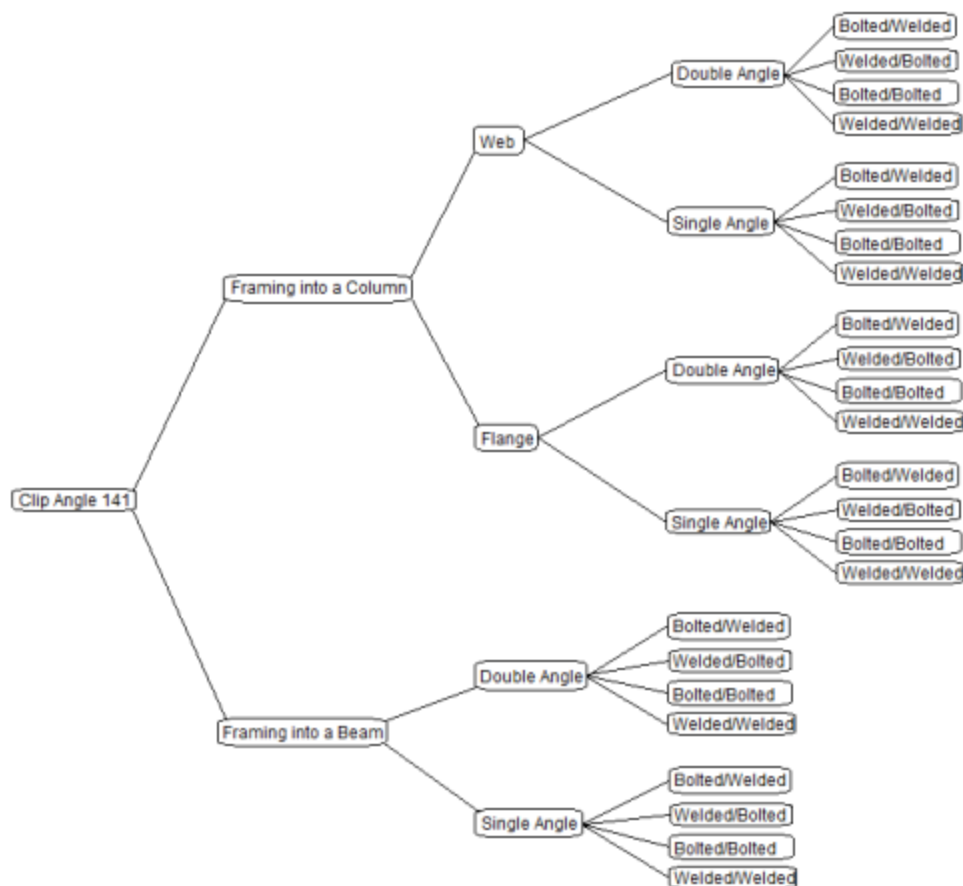 Bolted/Welded
Double Angle
Welded/Bolted
Bolted/Bolted
Welded/Welded
Web
Bolted/Welded
Single Angle
Welded/Bolted
Bolted/Bolted
Welded/Welded
Framing into a Column
Bolted/Welded
Double Angle
Welded/Bolted
Bolted/Bolted
Welded/Welded
Flange
Bolted/Welded
Single Angle
Welded/Bolted
Bolted/Bolted
Welded/Welded
Clip Angle 141
Bolted/Welded
Double Angle
Welded/Bolted
Bolted/Bolted
Welded/Welded
Framing into a Beam
Bolted/Welded
Single Angle
Welded/Bolted
Bolted/Bolted
Welded/Welded